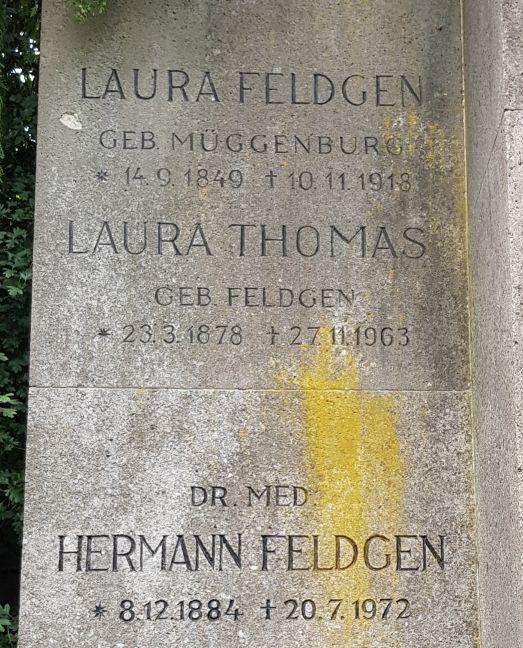 LAURA FELDGEN
GEB. MÜGGENBURG
* 14.9.1849 † 10.11.1918
LAURA THOMAS
GEB. FELDGEN
* 23.3.1878 † 27.11.1963
DR. MED.
HERMANN FELDGEN
* 8.12.1884 † 20.7.1972